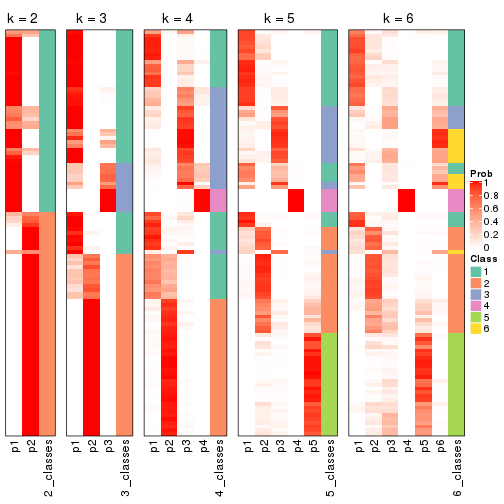 k = 2
k = 3
k = 4
k = 5
k = 6
p1
p2
2_classes
p1
p2
p3
3_classes
p1
p2
p3
p4
4_classes
p1
p2
p3
p4
p5
5_classes
p1
p2
p3
p4
p5
p6
6_classes
Prob
1
0.8
0.6
0.4
0.2
0
Class
1
2
3
4
5
6